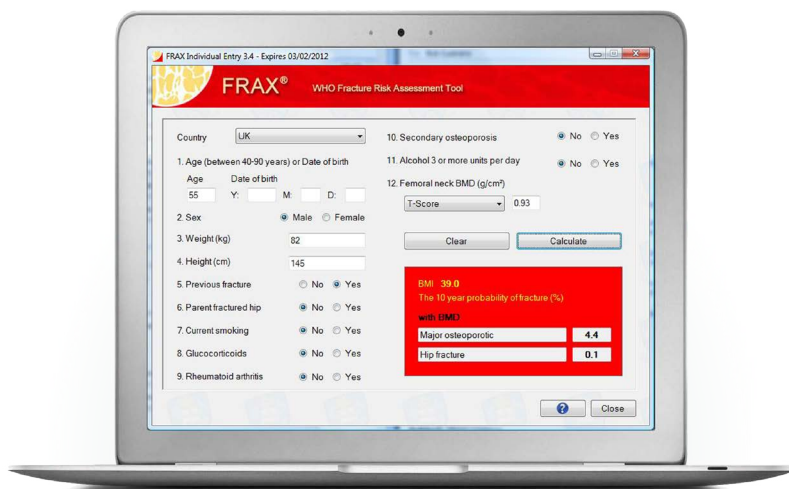 FRAX Individual Entry 3.4 - Expires 03/02/2012
FRAX® WHO Fracture Risk Assessment Tool
Country UK
1. Age (between 40-90 years) or Date of birth
Age Date of birth
55 Y: M: D:
2. Sex Male Female
3. Weight (kg) 82
4. Height (cm) 145
5. Previous fracture No Yes
6. Parent fractured hip No Yes
7. Current smoking No Yes
8. Glucocorticoids No Yes
9. Rheumatoid arthritis No Yes
10. Secondary osteoporosis No Yes
11. Alcohol 3 or more units per day No Yes
12. Femoral neck BMD (g/cm²)
T-Score 0.93
Clear Calculate
BMI 39.0
The 10 year probability of fracture (%)
with BMD
Major osteoporotic 4.4
Hip fracture 0.1
? Close